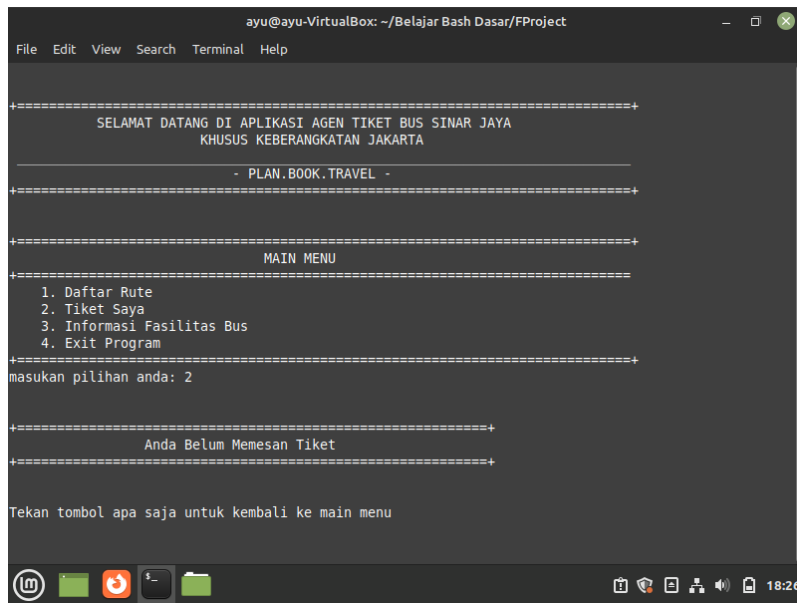 ayu@ayu-VirtualBox: ~/Belajar Bash Dasar/FProject
File Edit View Search Terminal Help
+=============================================================================+
SELAMAT DATANG DI APLIKASI AGEN TIKET BUS SINAR JAYA
KHUSUS KEBERANGKATAN JAKARTA
_____________________________________________________________________________
- PLAN.BOOK.TRAVEL -
+=============================================================================+
+=============================================================================+
MAIN MENU
+=============================================================================
1. Daftar Rute
2. Tiket Saya
3. Informasi Fasilitas Bus
4. Exit Program
+=============================================================================+
masukan pilihan anda: 2
+===========================================================+
Anda Belum Memesan Tiket
+===========================================================+
Tekan tombol apa saja untuk kembali ke main menu
$_
18:26